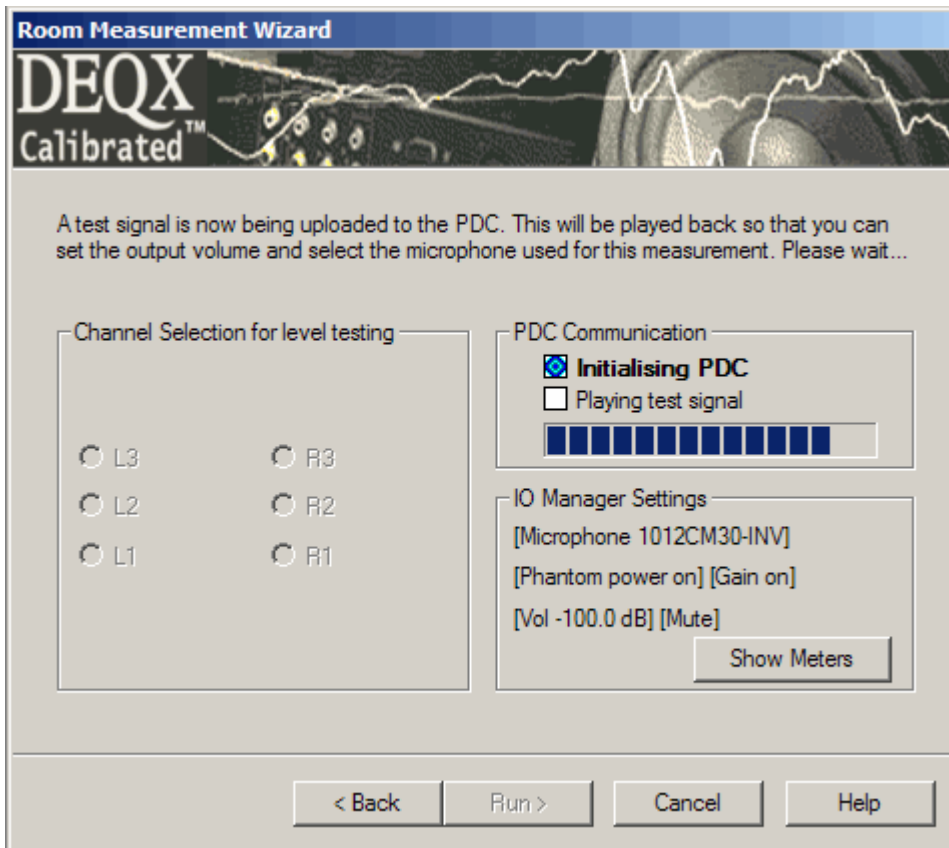 Room Measurement Wizard
DEQX
Calibrated™
A test signal is now being uploaded to the PDC. This will be played back so that you can
set the output volume and select the microphone used for this measurement. Please wait...
Channel Selection for level testing
L3 R3
L2 R2
L1 R1
PDC Communication
Initialising PDC
Playing test signal
IO Manager Settings
[Microphone 1012CM30-INV]
[Phantom power on] [Gain on]
[Vol -100.0 dB] [Mute]
Show Meters
< Back Run > Cancel Help